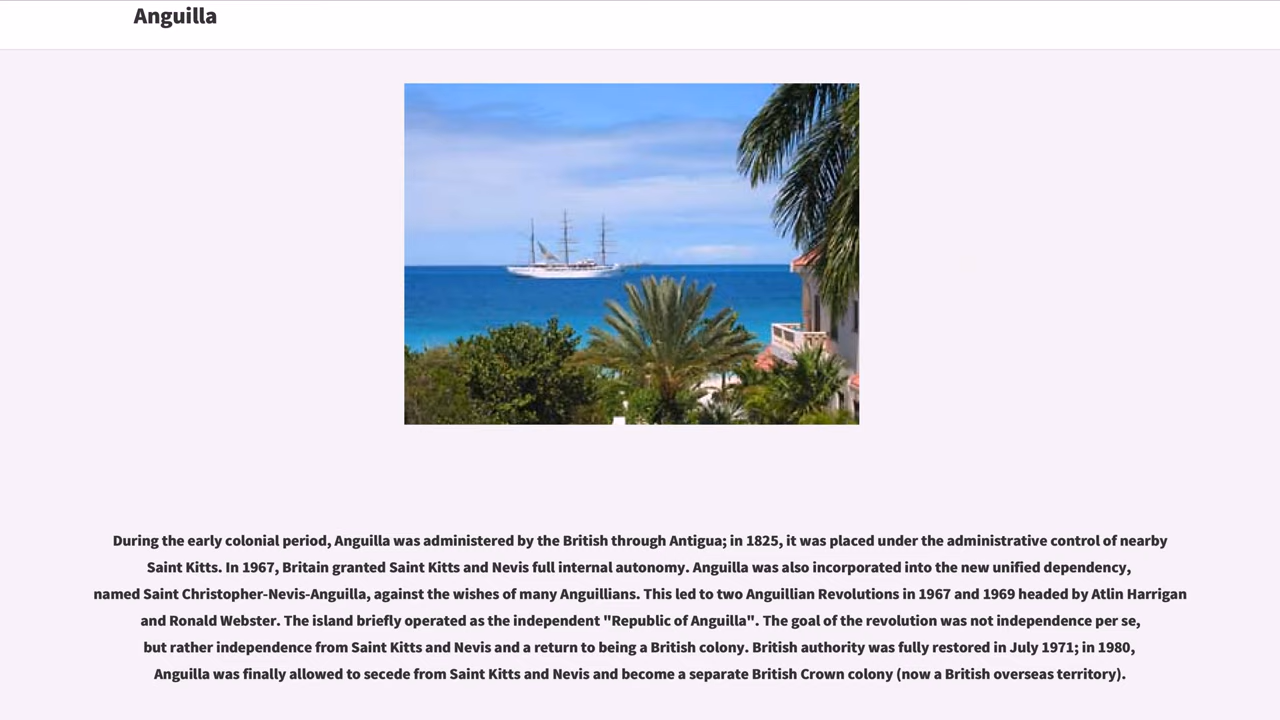 Anguilla
During the early colonial period, Anguilla was administered by the British through Antigua; in 1825, it was placed under the administrative control of nearby
Saint Kitts. In 1967, Britain granted Saint Kitts and Nevis full internal autonomy. Anguilla was also incorporated into the new unified dependency,
named Saint Christopher-Nevis-Anguilla, against the wishes of many Anguillians. This led to two Anguillian Revolutions in 1967 and 1969 headed by Atlin Harrigan
and Ronald Webster. The island briefly operated as the independent "Republic of Anguilla". The goal of the revolution was not independence per se,
but rather independence from Saint Kitts and Nevis and a return to being a British colony. British authority was fully restored in July 1971; in 1980,
Anguilla was finally allowed to secede from Saint Kitts and Nevis and become a separate British Crown colony (now a British overseas territory).